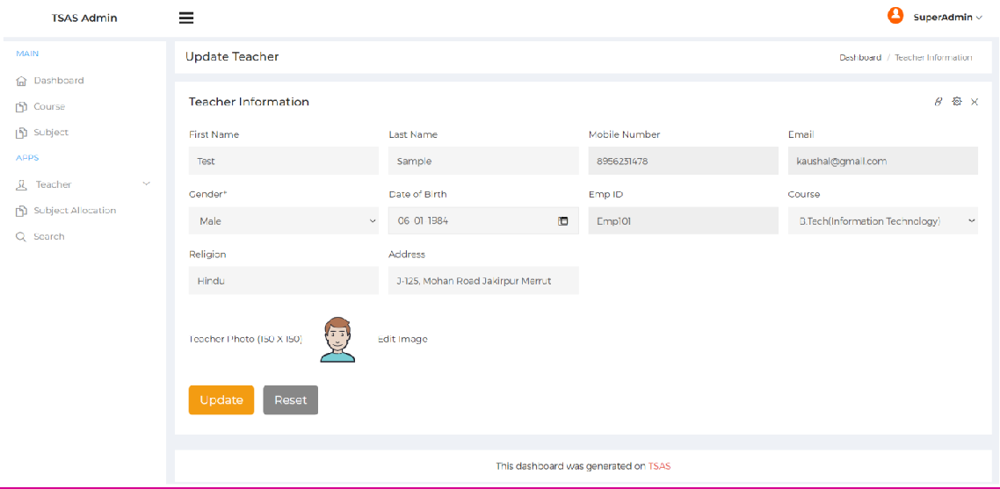 TSAS Admin
SuperAdmin
MAIN
Update Teacher
Dashboard / Teacher Information
Dashboard
Course
Subject
APPS
Teacher
Subject Allocation
Search
Teacher Information
First Name Last Name Mobile Number Email
Test Sample 8956231478 kaushal@gmail.com
Gender* Date of Birth Emp ID Course
Male 06-01-1984 Emp101 B.Tech(Information Technology)
Religion Address
Hindu J-125, Mohan Road Jakirpur Merrut
Teacher Photo (150 X 150) Edit Image
Update Reset
This dashboard was generated on TSAS